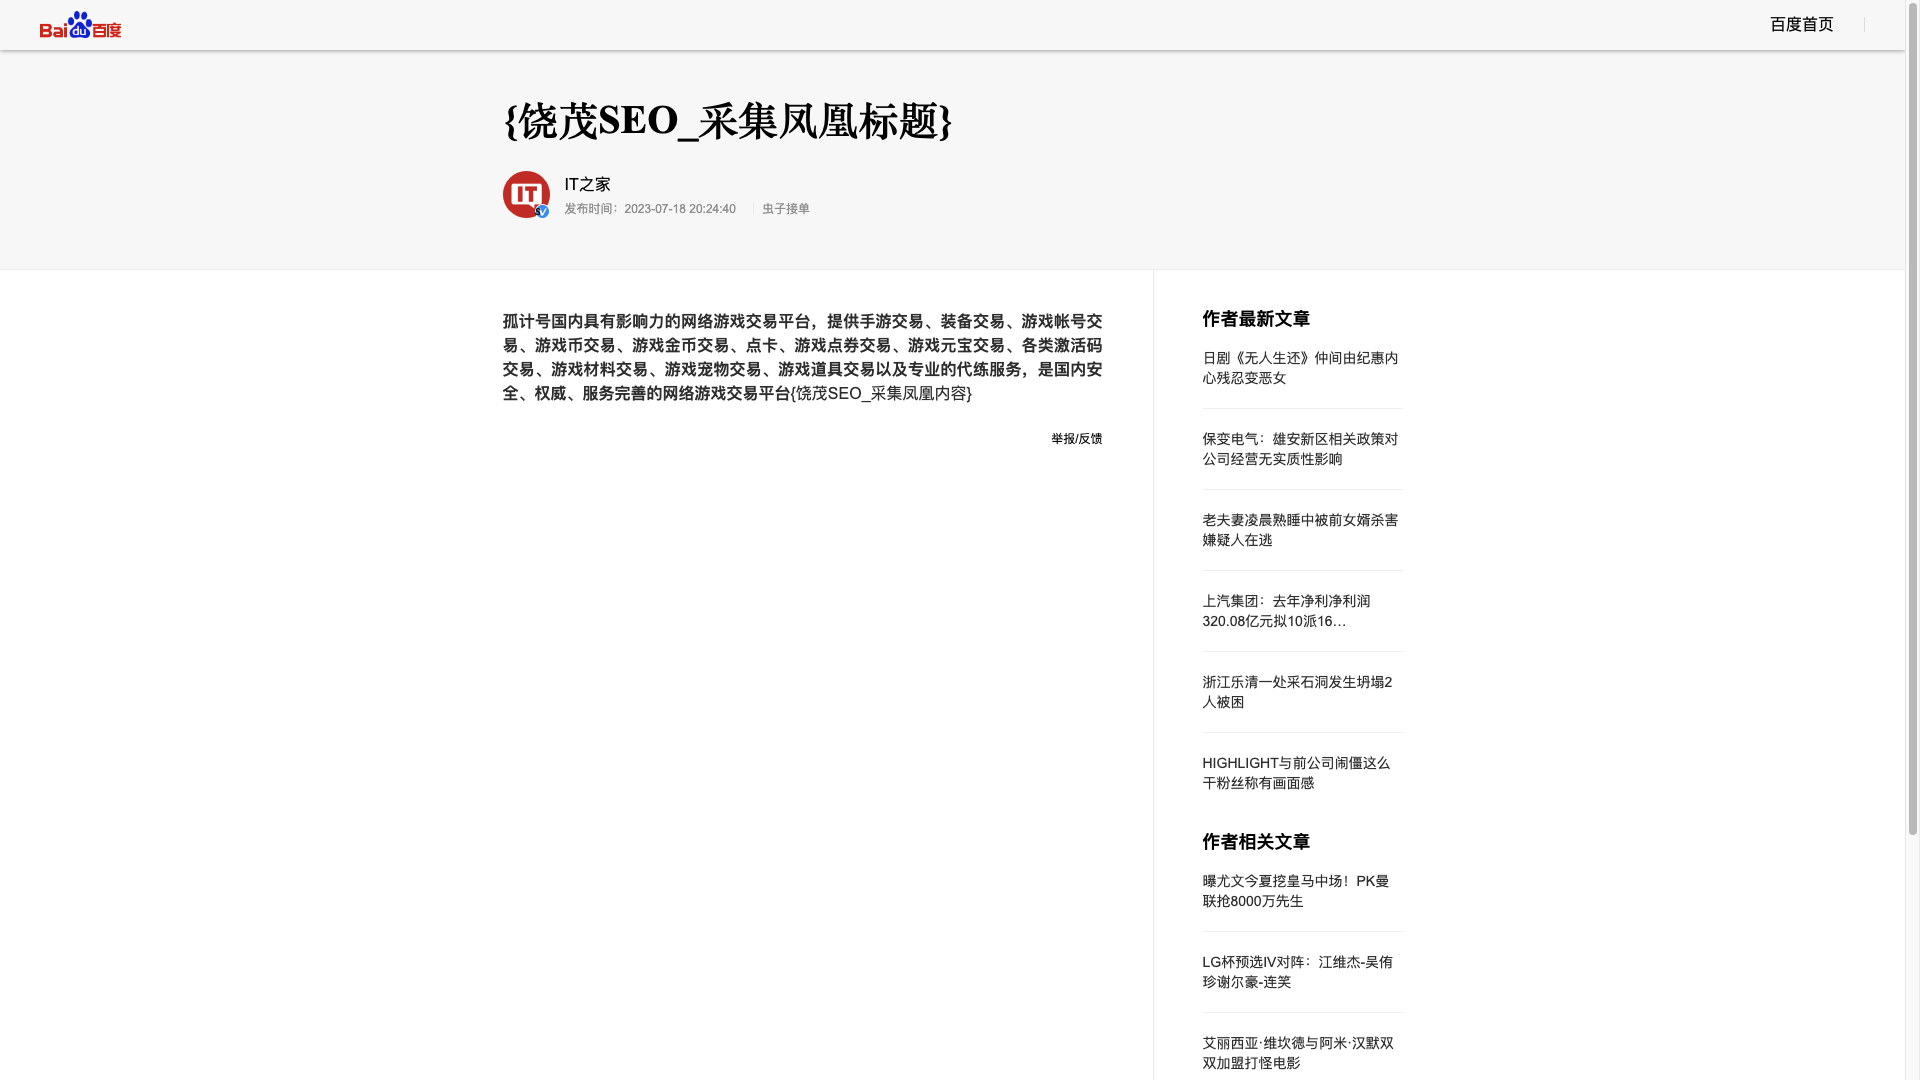 Bai du 百度
百度首页
{饶茂SEO_采集凤凰标题}
IT
IT之家
发布时间：2023-07-18 20:24:40
虫子接单
孤计号国内具有影响力的网络游戏交易平台，提供手游交易、装备交易、游戏帐号交
易、游戏币交易、游戏金币交易、点卡、游戏点券交易、游戏元宝交易、各类激活码
交易、游戏材料交易、游戏宠物交易、游戏道具交易以及专业的代练服务，是国内安
全、权威、服务完善的网络游戏交易平台{饶茂SEO_采集凤凰内容}
举报/反馈
作者最新文章
日剧《无人生还》仲间由纪惠内
心残忍变恶女
保变电气：雄安新区相关政策对
公司经营无实质性影响
老夫妻凌晨熟睡中被前女婿杀害
嫌疑人在逃
上汽集团：去年净利净利润
320.08亿元拟10派16…
浙江乐清一处采石洞发生坍塌2
人被困
HIGHLIGHT与前公司闹僵这么
干粉丝称有画面感
作者相关文章
曝尤文今夏挖皇马中场！PK曼
联抢8000万先生
LG杯预选IV对阵：江维杰-吴侑
珍谢尔豪-连笑
艾丽西亚·维坎德与阿米·汉默双
双加盟打怪电影